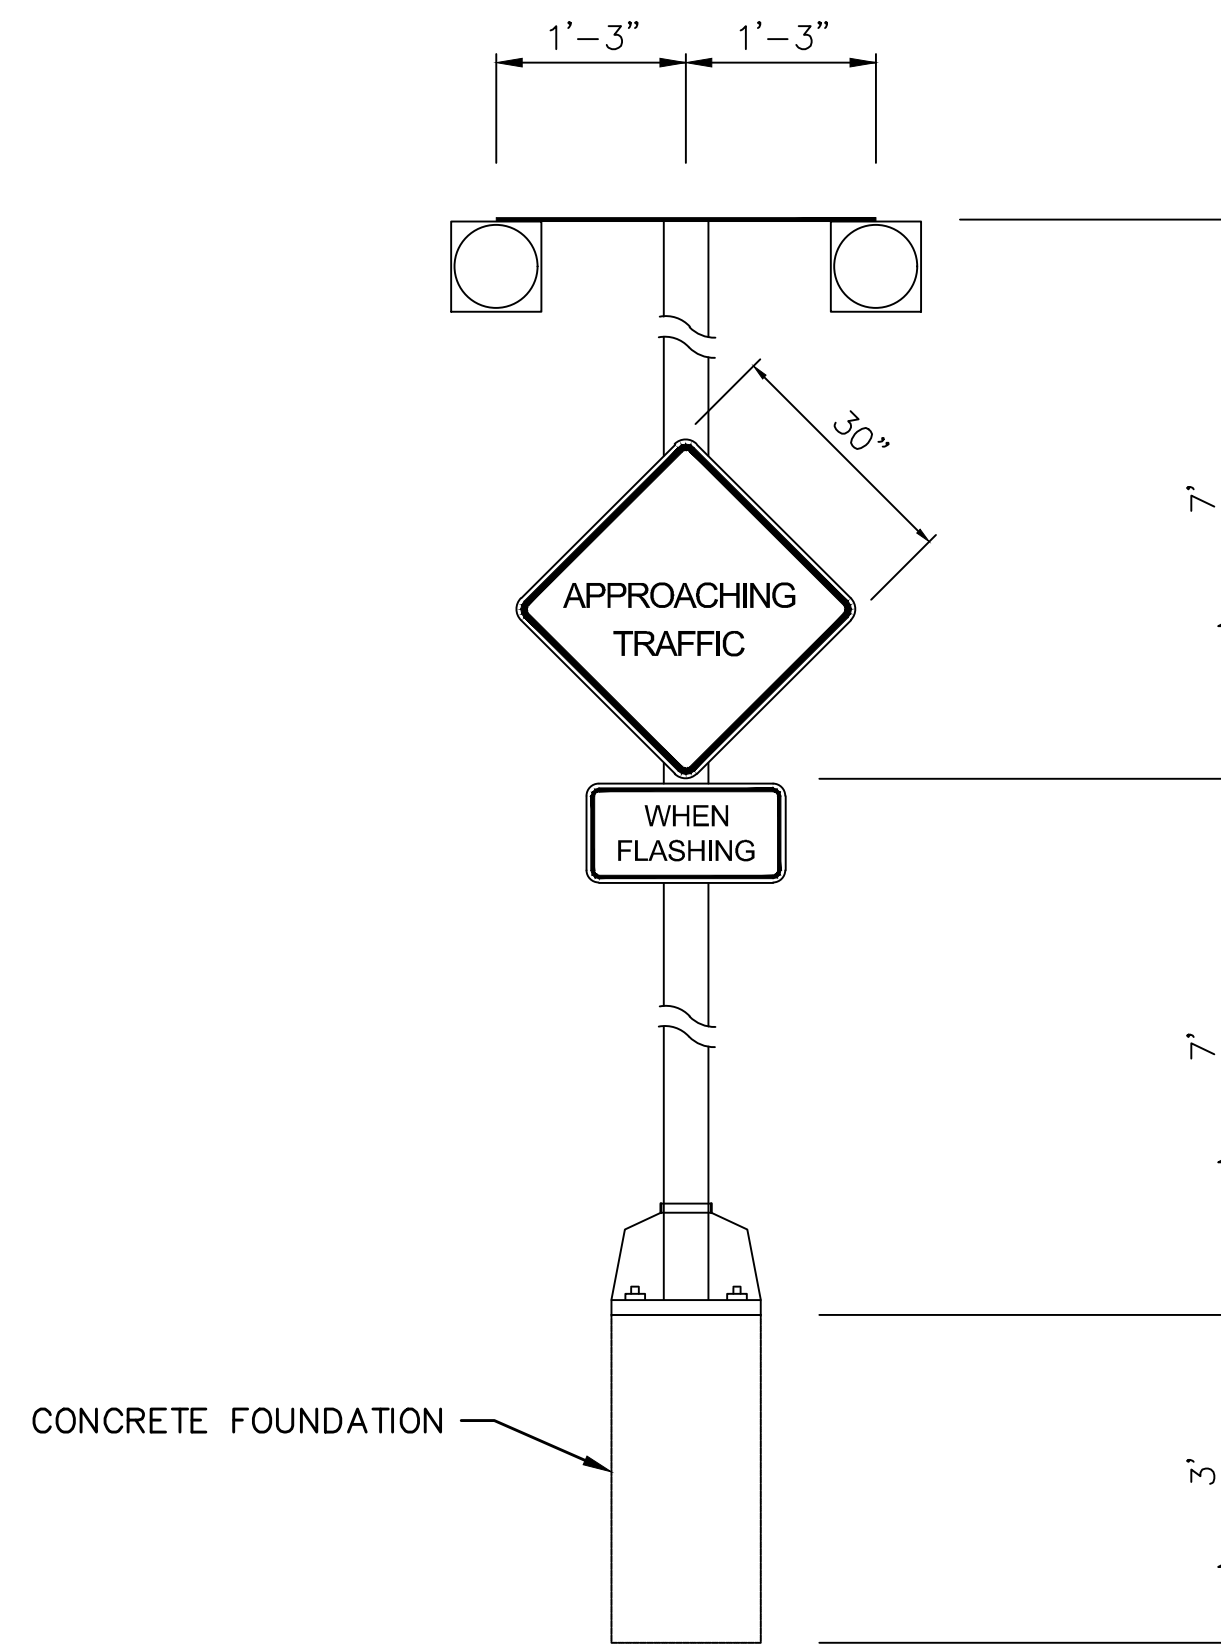 1'-3" 1'-3"
30"
7'
APPROACHING
TRAFFIC
WHEN
FLASHING
7'
CONCRETE FOUNDATION
3'